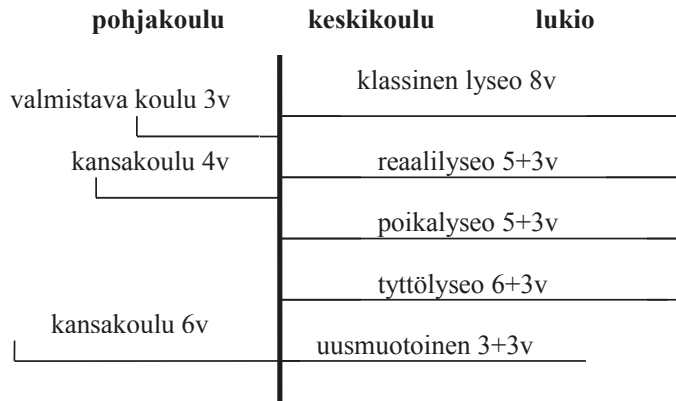 pohjakoulu keskikoulu lukio
klassinen lyseo 8v
valmistava koulu 3v
kansakoulu 4v reaalilyseo 5+3v
poikalyseo 5+3v
tyttölyseo 6+3v
kansakoulu 6v
uusmuotoinen 3+3v